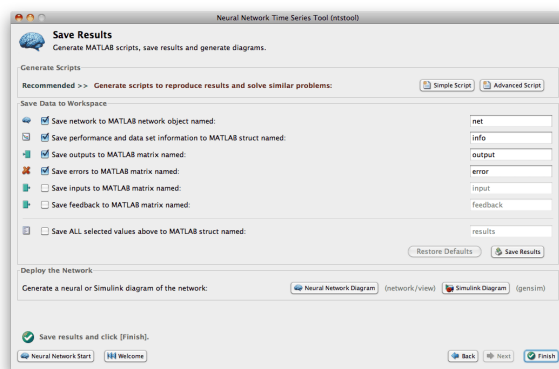 Neural Network Time Series Tool (ntstool)
Save Results
Generate MATLAB scripts, save results and generate diagrams.
Generate Scripts
Recommended >> Generate scripts to reproduce results and solve similar problems:
Simple Script
Advanced Script
Save Data to Workspace
Save network to MATLAB network object named:
net
Save performance and data set information to MATLAB struct named:
info
Save outputs to MATLAB matrix named:
output
Save errors to MATLAB matrix named:
error
Save inputs to MATLAB matrix named:
input
Save feedback to MATLAB matrix named:
feedback
Save ALL selected values above to MATLAB struct named:
results
Restore Defaults
Save Results
Deploy the Network
Generate a neural or Simulink diagram of the network:
Neural Network Diagram
(network/view)
Simulink Diagram
(gensim)
Save results and click [Finish].
Neural Network Start
Welcome
Back
Next
Finish